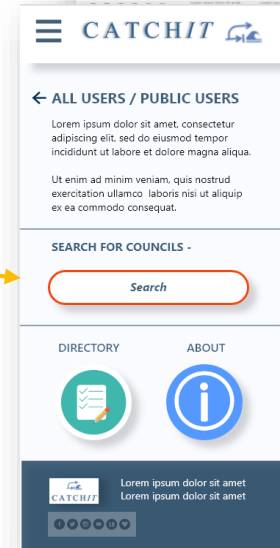 CATCHIT
ALL USERS / PUBLIC USERS
Lorem ipsum dolor sit amet, consectetur
adipiscing elit, sed do eiusmod tempor
incididunt ut labore et dolore magna aliqua.
Ut enim ad minim veniam, quis nostrud
exercitation ullamco laboris nisi ut aliquip
ex ea commodo consequat.
SEARCH FOR COUNCILS -
Search
DIRECTORY ABOUT
Lorem ipsum dolor sit amet
Lorem ipsum dolor sit amet
CATCHIT